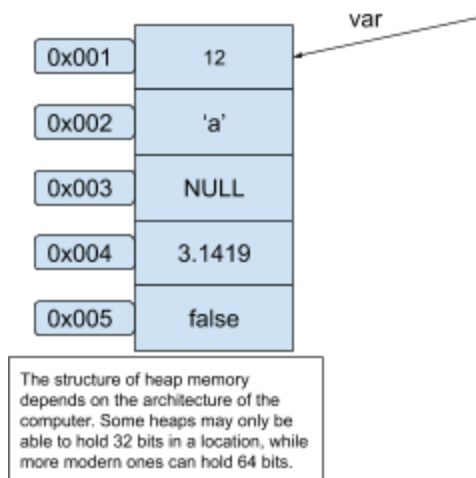 var
0x001 12
0x002 ‘a’
0x003 NULL
0x004 3.1419
0x005 false
The structure of heap memory
depends on the architecture of the
computer. Some heaps may only be
able to hold 32 bits in a location, while
more modern ones can hold 64 bits.